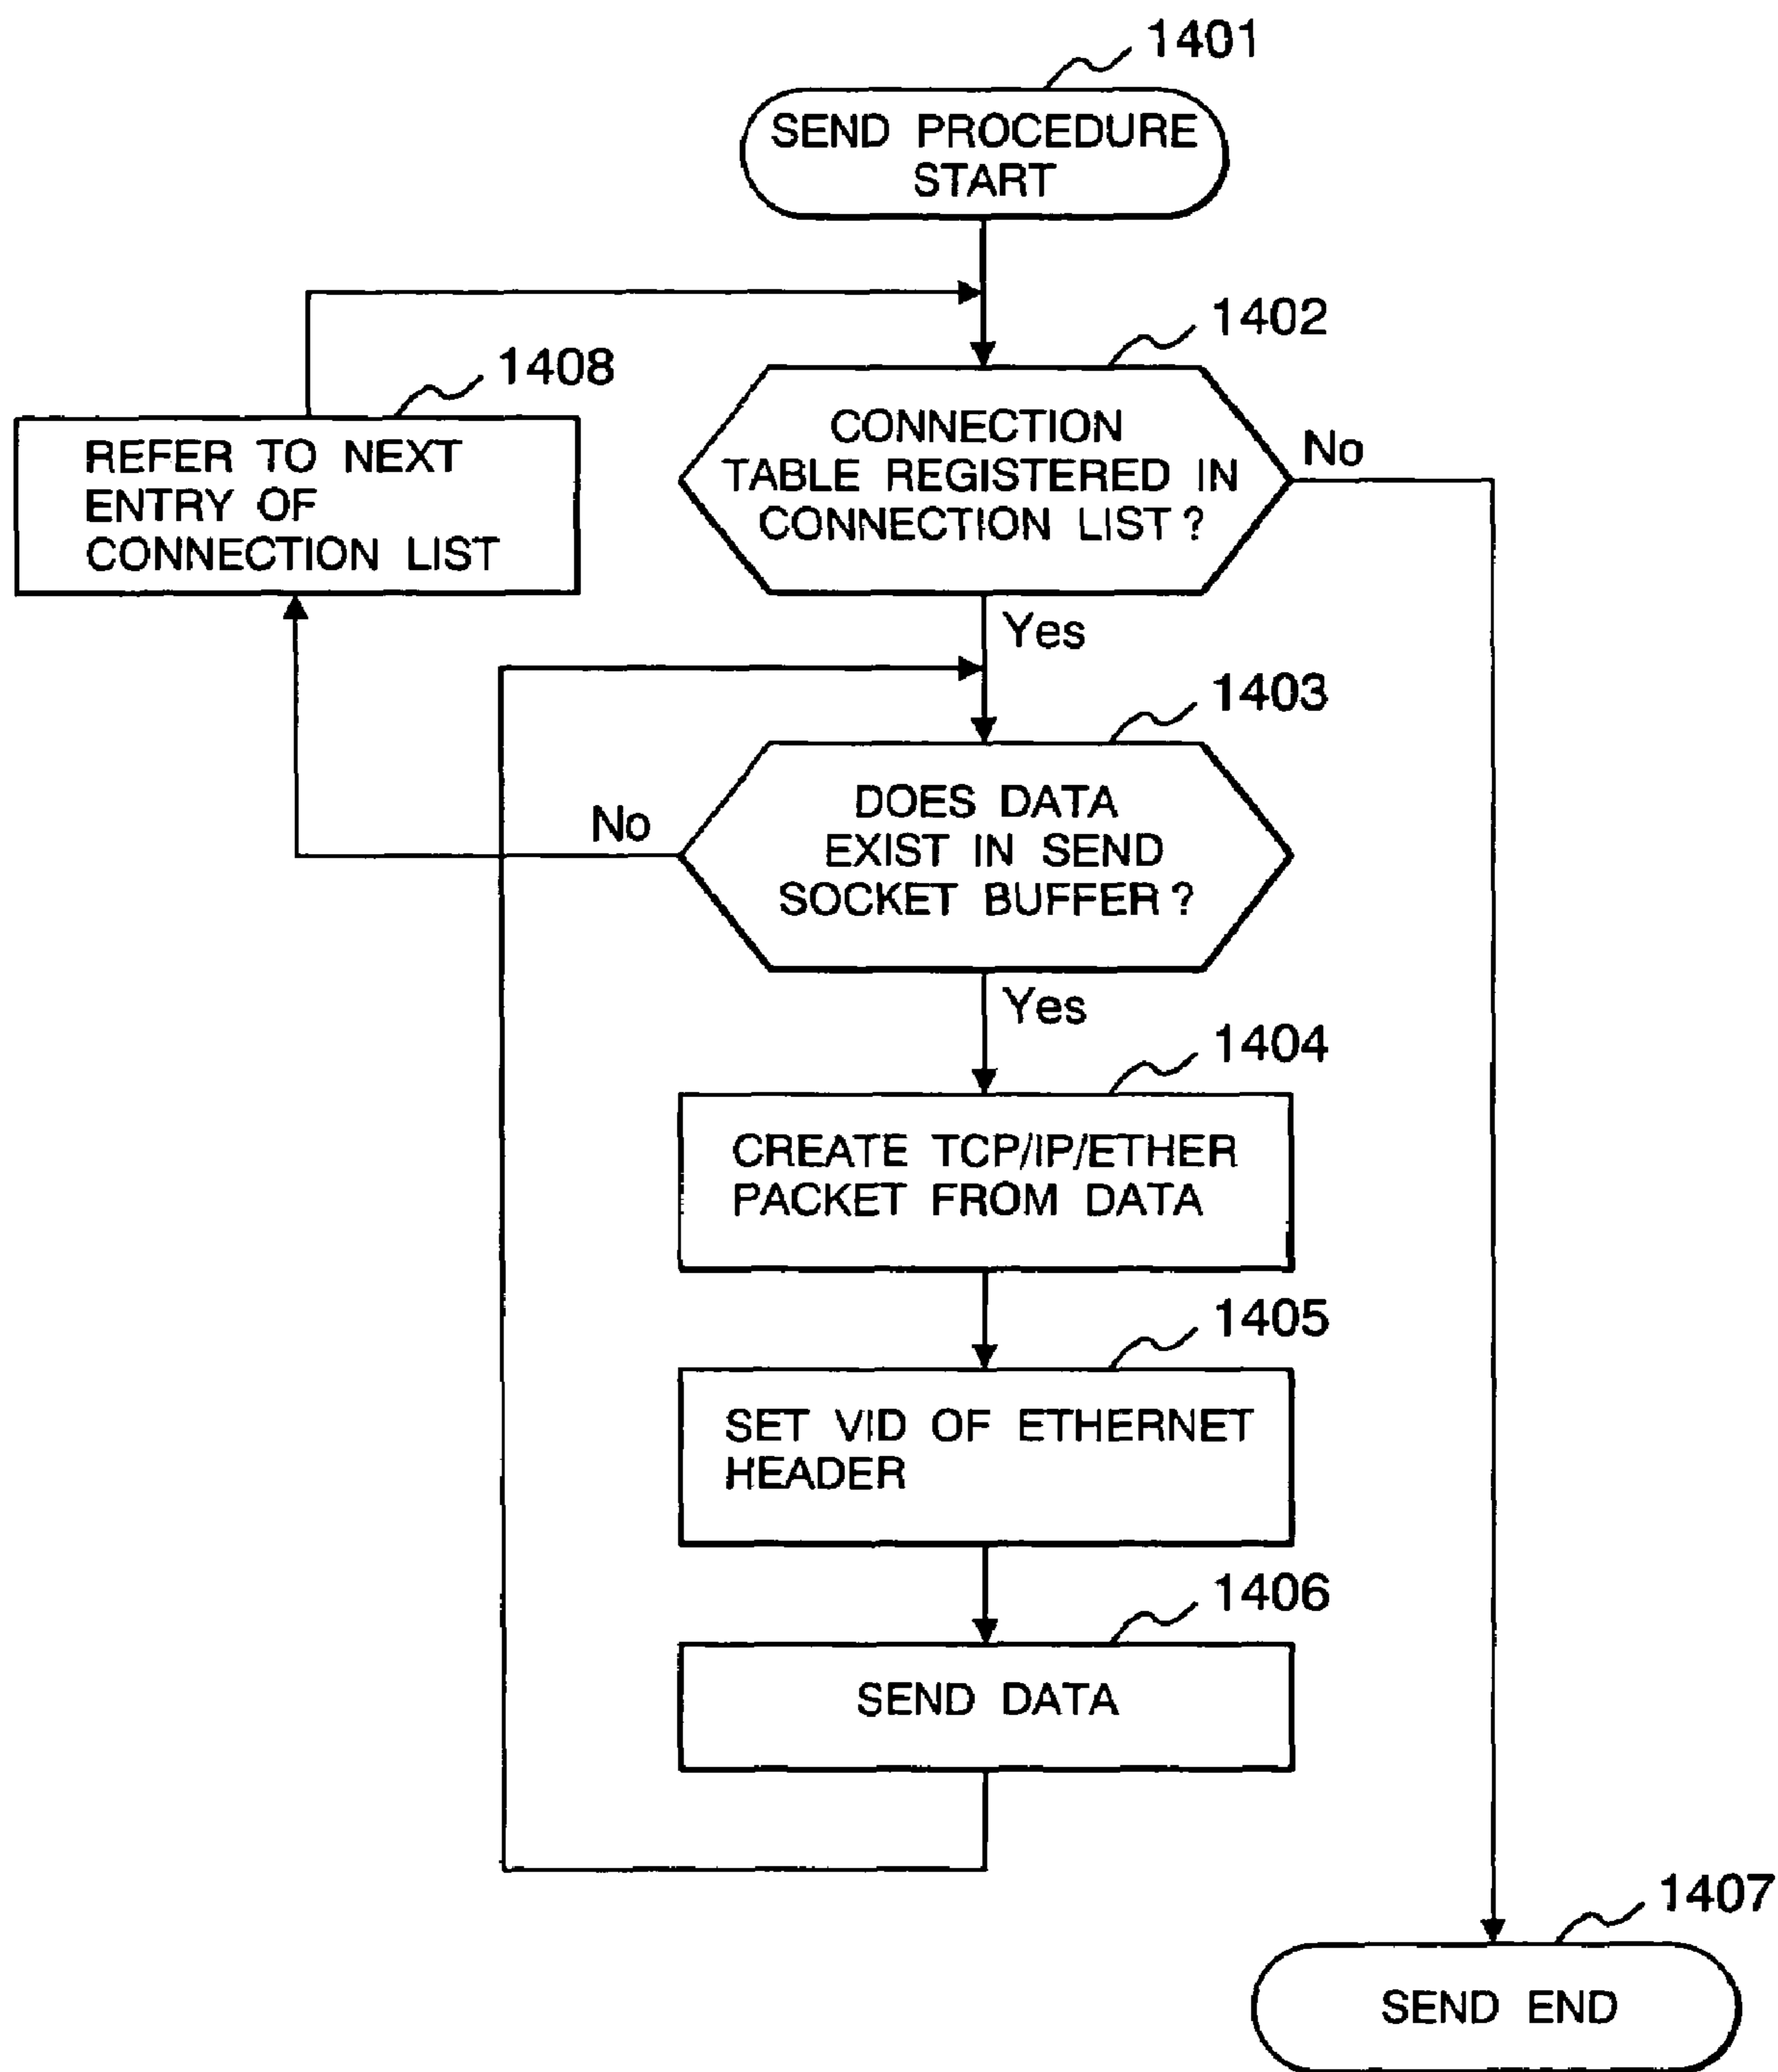 1401
SEND PROCEDURE
START
1402
1408
CONNECTION
TABLE REGISTERED IN
CONNECTION LIST?
No
REFER TO NEXT
ENTRY OF
CONNECTION LIST
Yes
1403
DOES DATA
EXIST IN SEND
SOCKET BUFFER?
No
Yes
1404
CREATE TCP/IP/ETHER
PACKET FROM DATA
1405
SET VID OF ETHERNET
HEADER
1406
SEND DATA
1407
SEND END